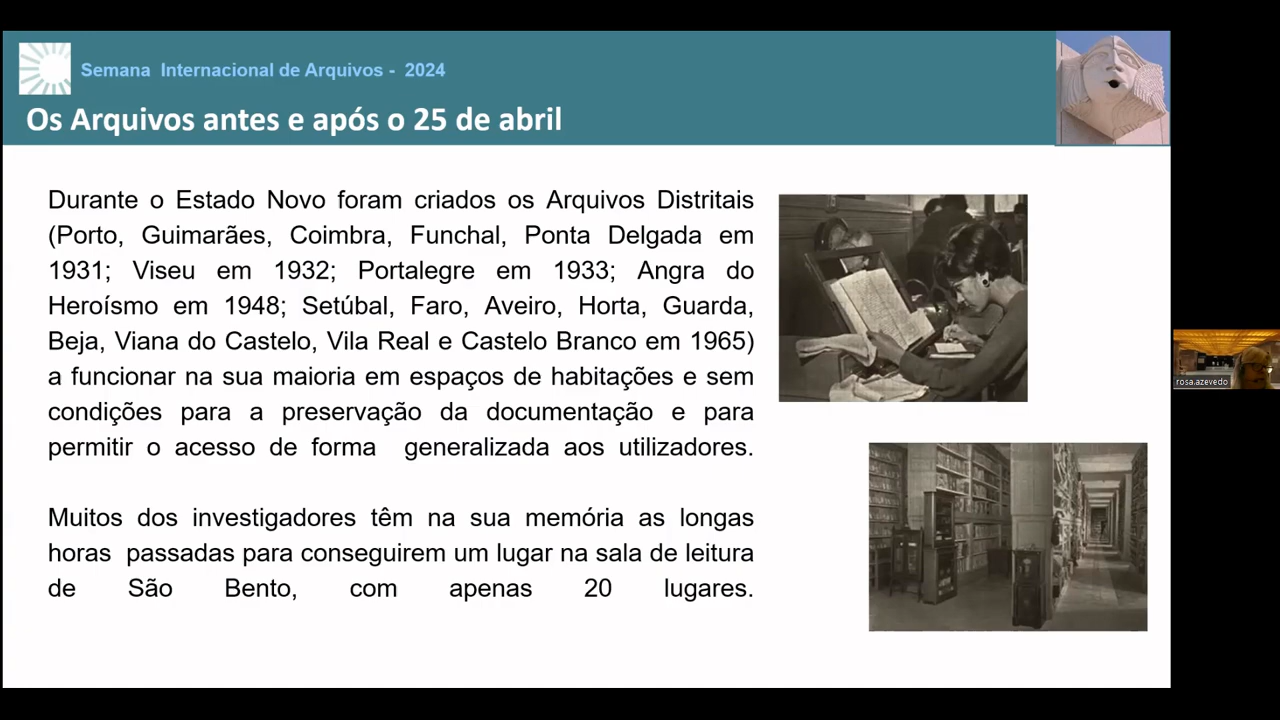 Semana Internacional de Arquivos - 2024
Os Arquivos antes e após o 25 de abril
Durante o Estado Novo foram criados os Arquivos Distritais
(Porto, Guimarães, Coimbra, Funchal, Ponta Delgada em
1931; Viseu em 1932; Portalegre em 1933; Angra do
Heroísmo em 1948; Setúbal, Faro, Aveiro, Horta, Guarda,
Beja, Viana do Castelo, Vila Real e Castelo Branco em 1965)
a funcionar na sua maioria em espaços de habitações e sem
condições para a preservação da documentação e para
permitir o acesso de forma generalizada aos utilizadores.
Muitos dos investigadores têm na sua memória as longas
horas passadas para conseguirem um lugar na sala de leitura
de São Bento, com apenas 20 lugares.
rosa.azevedo